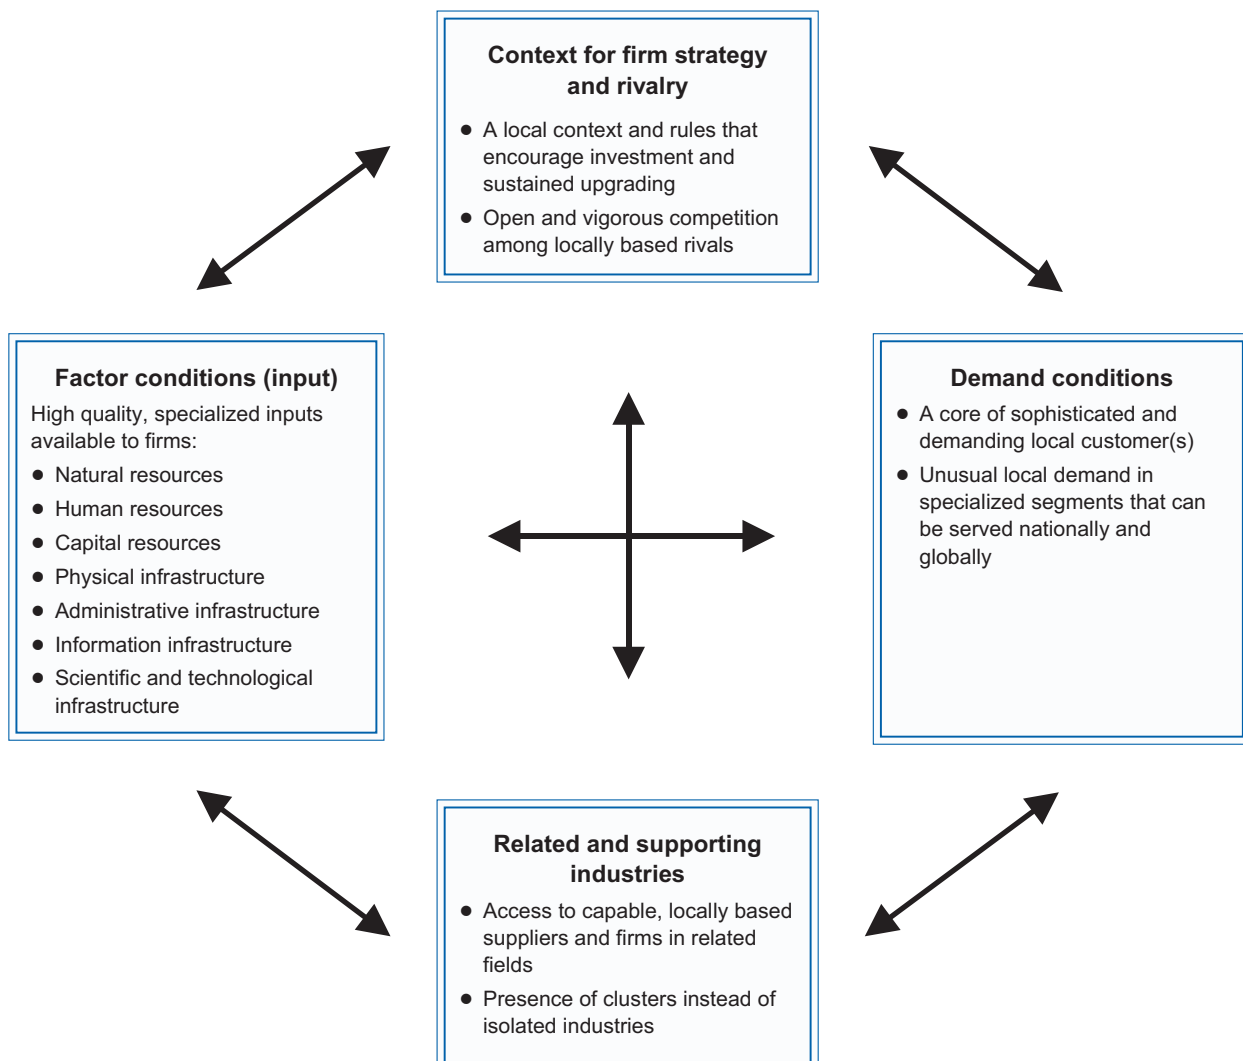 Context for firm strategy
and rivalry
● A local context and rules that
encourage investment and
sustained upgrading
● Open and vigorous competition
among locally based rivals
Factor conditions (input)
High quality, specialized inputs
available to firms:
● Natural resources
● Human resources
● Capital resources
● Physical infrastructure
● Administrative infrastructure
● Information infrastructure
● Scientific and technological
infrastructure
Demand conditions
● A core of sophisticated and
demanding local customer(s)
● Unusual local demand in
specialized segments that can
be served nationally and
globally
Related and supporting
industries
● Access to capable, locally based
suppliers and firms in related
fields
● Presence of clusters instead of
isolated industries